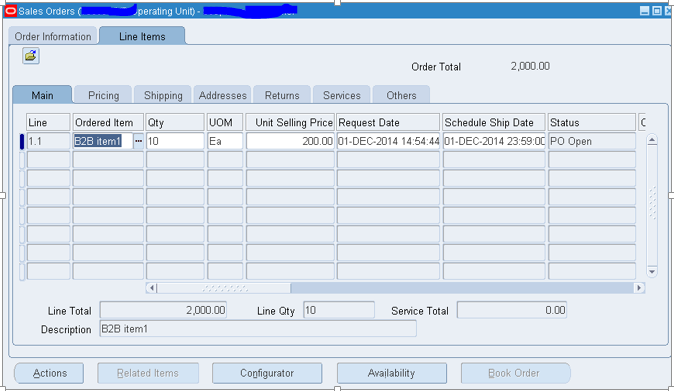 Sales Orders ( Operating Unit) -
Order Information Line Items
Order Total 2,000.00
Main Pricing Shipping Addresses Returns Services Others
Line Ordered Item Qty UOM Unit Selling Price Request Date Schedule Ship Date Status
1.1 B2B item1 10 Ea 200.00 01-DEC-2014 14:54:44 01-DEC-2014 23:59:00 PO Open
Line Total 2,000.00 Line Qty 10 Service Total 0.00
Description B2B item1
Actions Related Items Configurator Availability Book Order